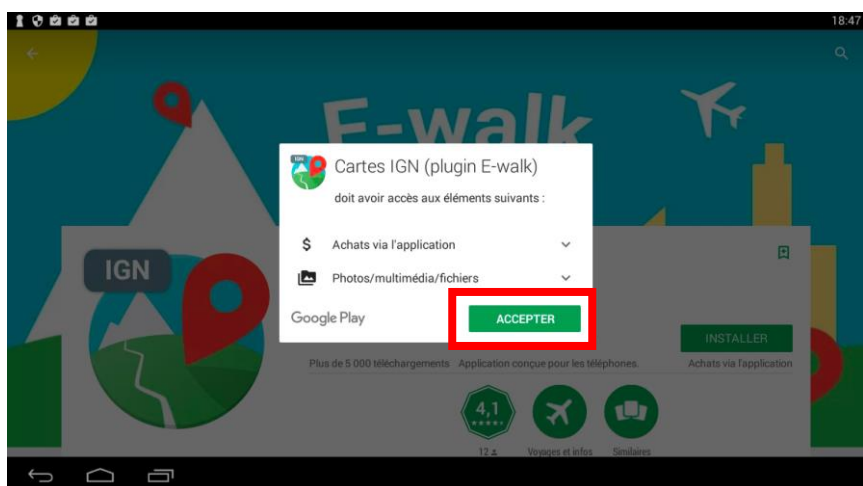 18:47
E-walk
IGN
Cartes IGN (plugin E-walk)
doit avoir accès aux éléments suivants :
$ Achats via l'application
Photos/multimédia/fichiers
Google Play
ACCEPTER
IGN
INSTALLER
Plus de 5 000 téléchargements Application conçue pour les téléphones. Achats via l'application
4,1
12 Voyages et infos Similaires